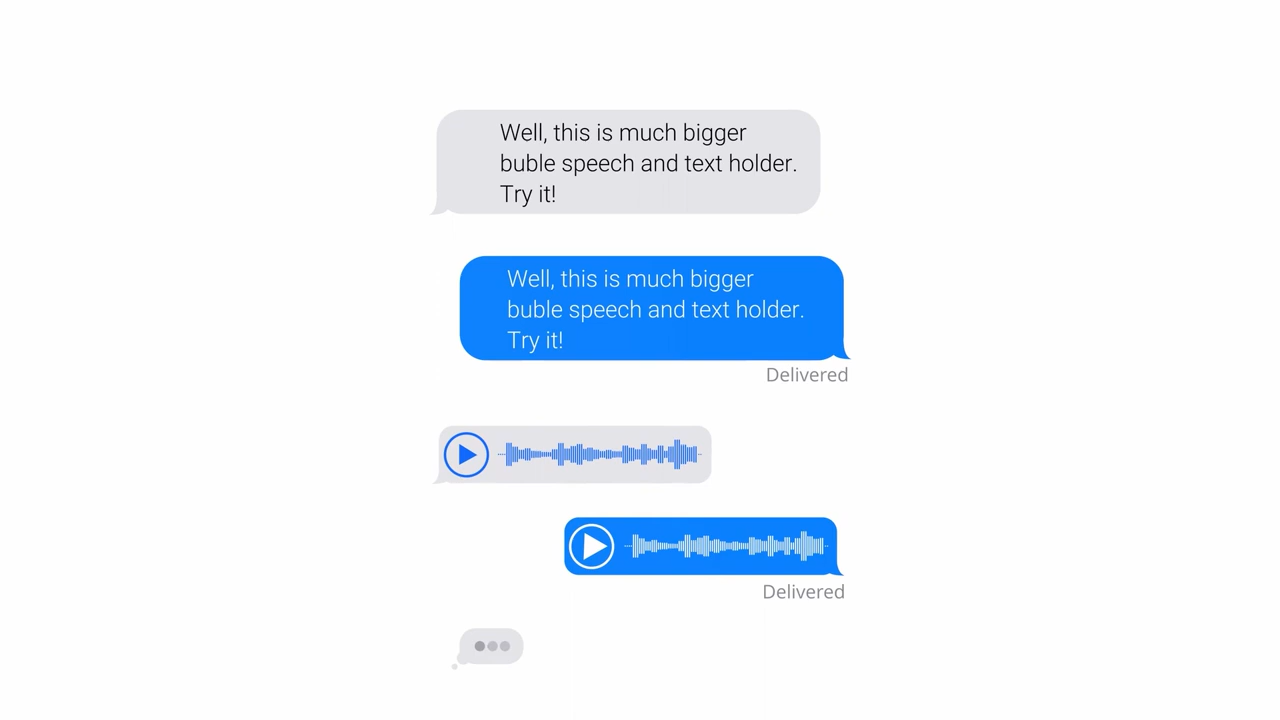 Well, this is much bigger
buble speech and text holder.
Try it!
Well, this is much bigger
buble speech and text holder.
Try it!
Delivered
Delivered